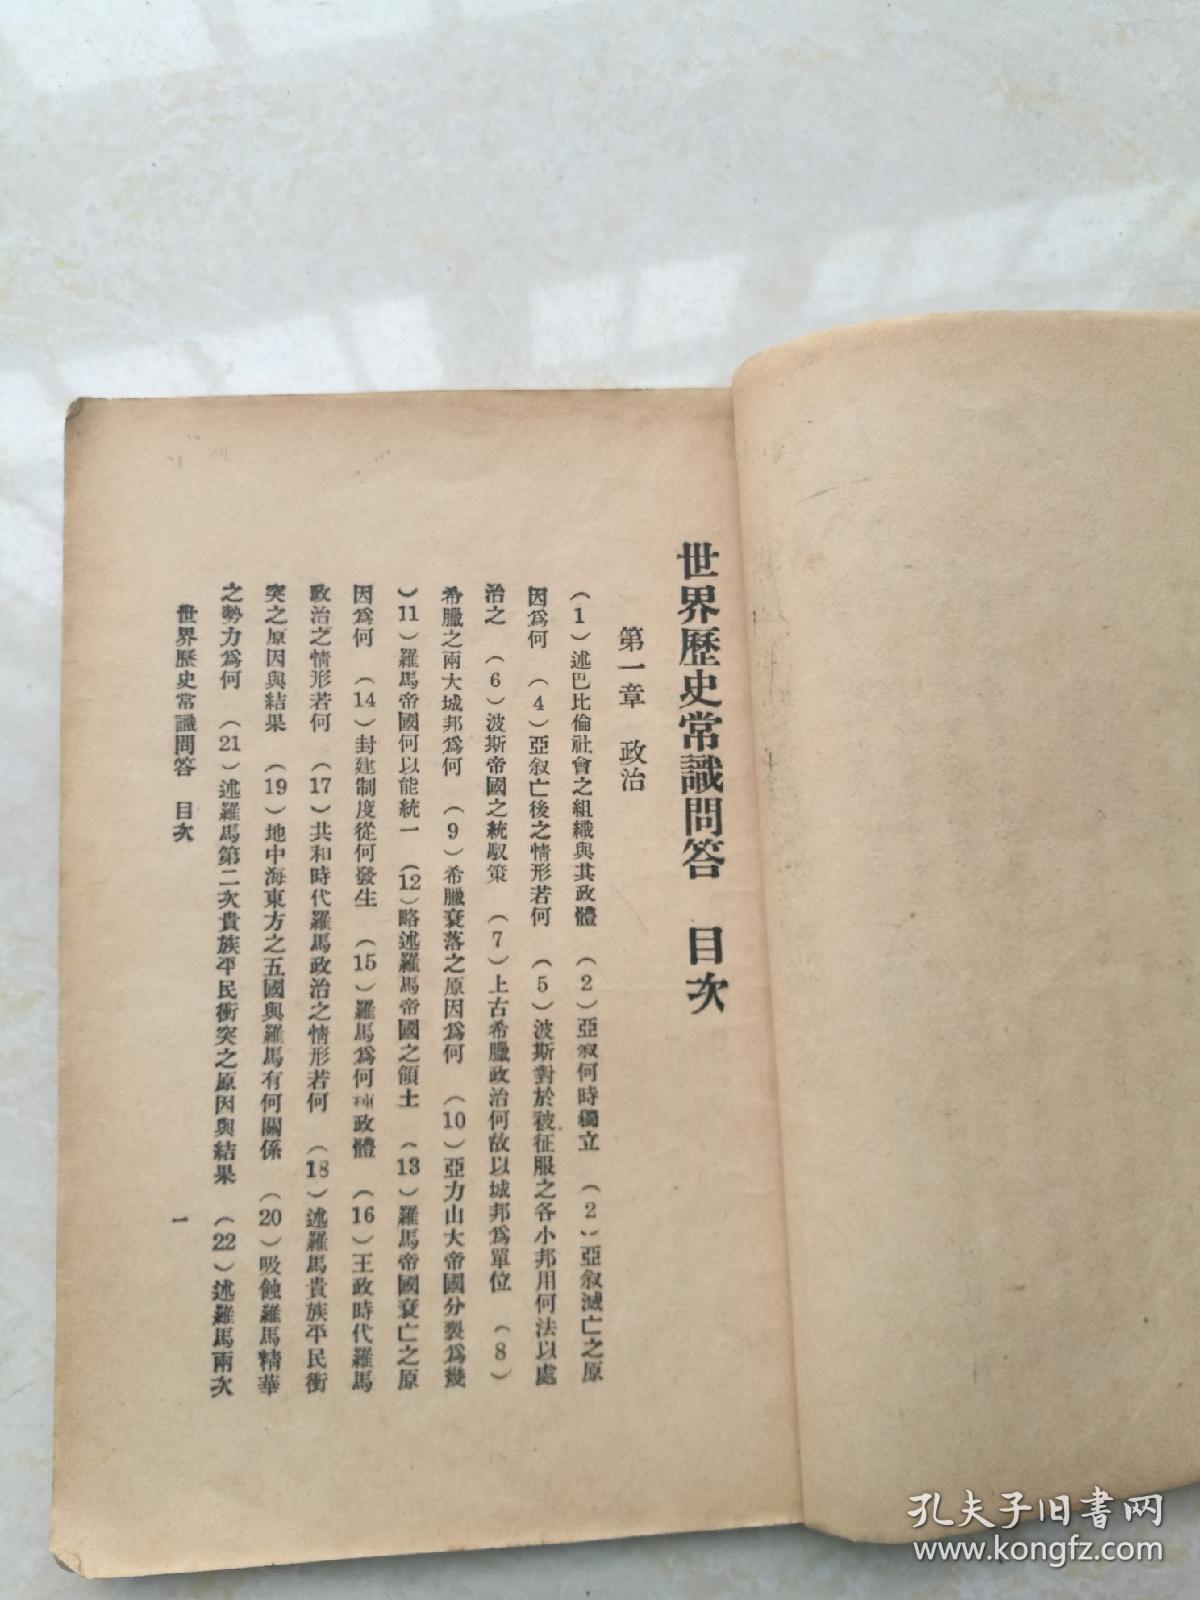 世界歷史常識問答　目次
第一章　政治
（1）述巴比倫社會之組織與其政體　（2）亞叙何時獨立　（2）亞叙滅亡之原
因爲何　（4）亞叙亡後之情形若何　（5）波斯對於被征服之各小邦用何法以處
治之　（6）波斯帝國之統馭策　（7）上古希臘政治何故以城邦爲單位　（8）
希臘之兩大城邦爲何　（9）希臘衰落之原因爲何　（10）亞力山大帝國分裂爲幾
）11）羅馬帝國何以能統一　（12）略述羅馬帝國之領土　（13）羅馬帝國衰亡之原
因爲何　（14）封建制度從何發生　（15）羅馬爲何種政體　（16）王政時代羅馬
政治之情形若何　（17）共和時代羅馬政治之情形若何　（18）述羅馬貴族平民衝
突之原因與結果　（19）地中海東方之五國與羅馬有何關係　（20）吸蝕羅馬精華
之勢力爲何　（21）述羅馬第二次貴族平民衝突之原因與結果　（22）述羅馬兩次
世界歷史常識問答　目次
一
孔夫子旧书网
www.kongfz.com